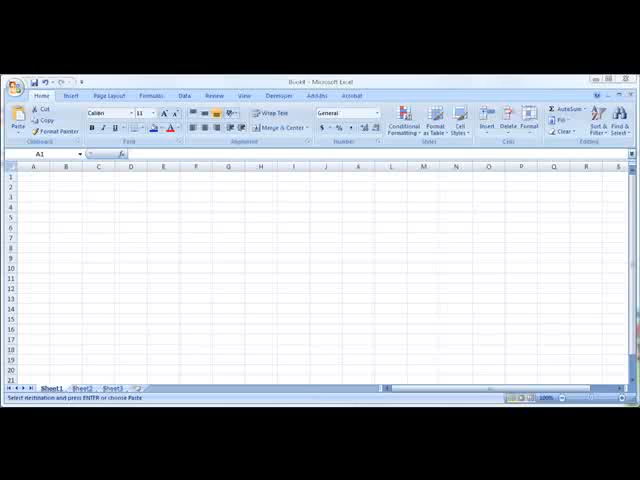 Book4 - Microsoft Excel
Home Insert Page Layout Formulas Data Review View Developer Add-Ins Acrobat
Paste Cut Copy Format Painter
Calibri 11 B I U
Wrap Text
Merge & Center
General $ % ,
Conditional Formatting Format as Table Cell Styles
Insert Delete Format
AutoSum Fill Clear
Sort & Filter Find & Select
Clipboard Font Alignment Number Styles Cells Editing
A1 fx
A B C D E F G H I J K L M N O P Q R S
1
2
3
4
5
6
7
8
9
10
11
12
13
14
15
16
17
18
19
20
21
Sheet1 Sheet2 Sheet3
Select destination and press ENTER or choose Paste 100%